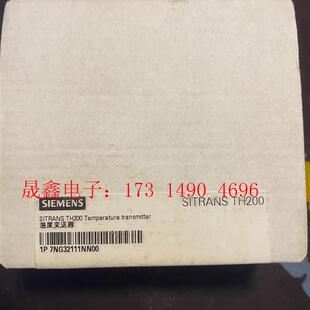 晟鑫电子：173 1490 4696
SIEMENS
SITRANS TH200
SITRANS TH200 Temperature transmitter
温度变送器
1P 7NG32111NN00